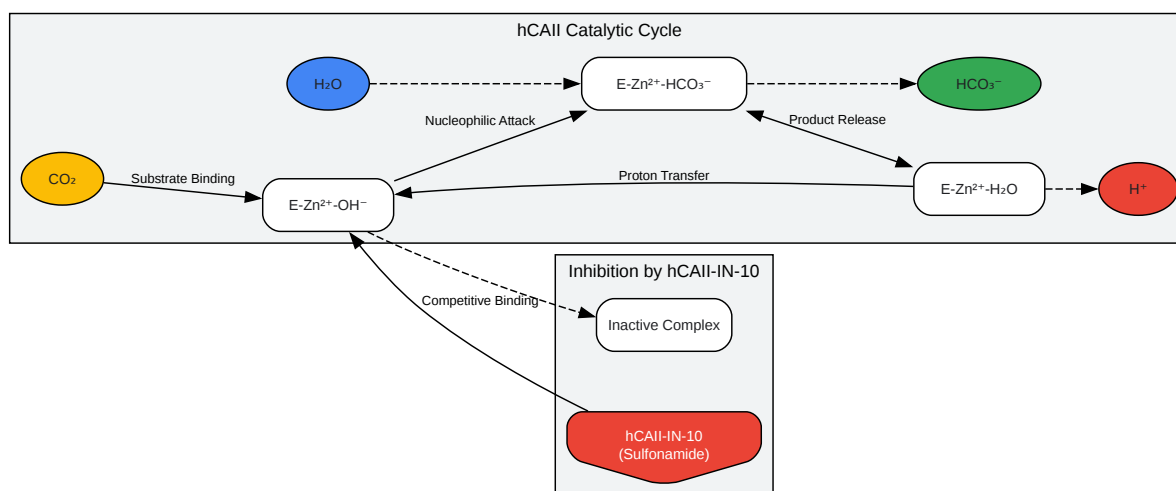 hCAII Catalytic Cycle
H₂O
E-Zn²⁺-HCO₃⁻
HCO₃⁻
Nucleophilic Attack
Product Release
CO₂
Substrate Binding
Proton Transfer
E-Zn²⁺-OH⁻
E-Zn²⁺-H₂O
H⁺
Inhibition by hCAII-IN-10
Competitive Binding
Inactive Complex
hCAII-IN-10
(Sulfonamide)